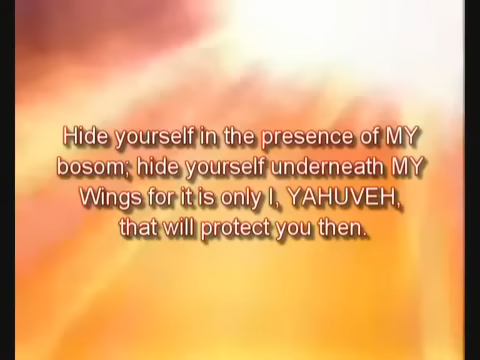 Hide yourself in the presence of MY
bosom; hide yourself underneath MY
Wings for it is only I, YAHUVEH,
that will protect you then.